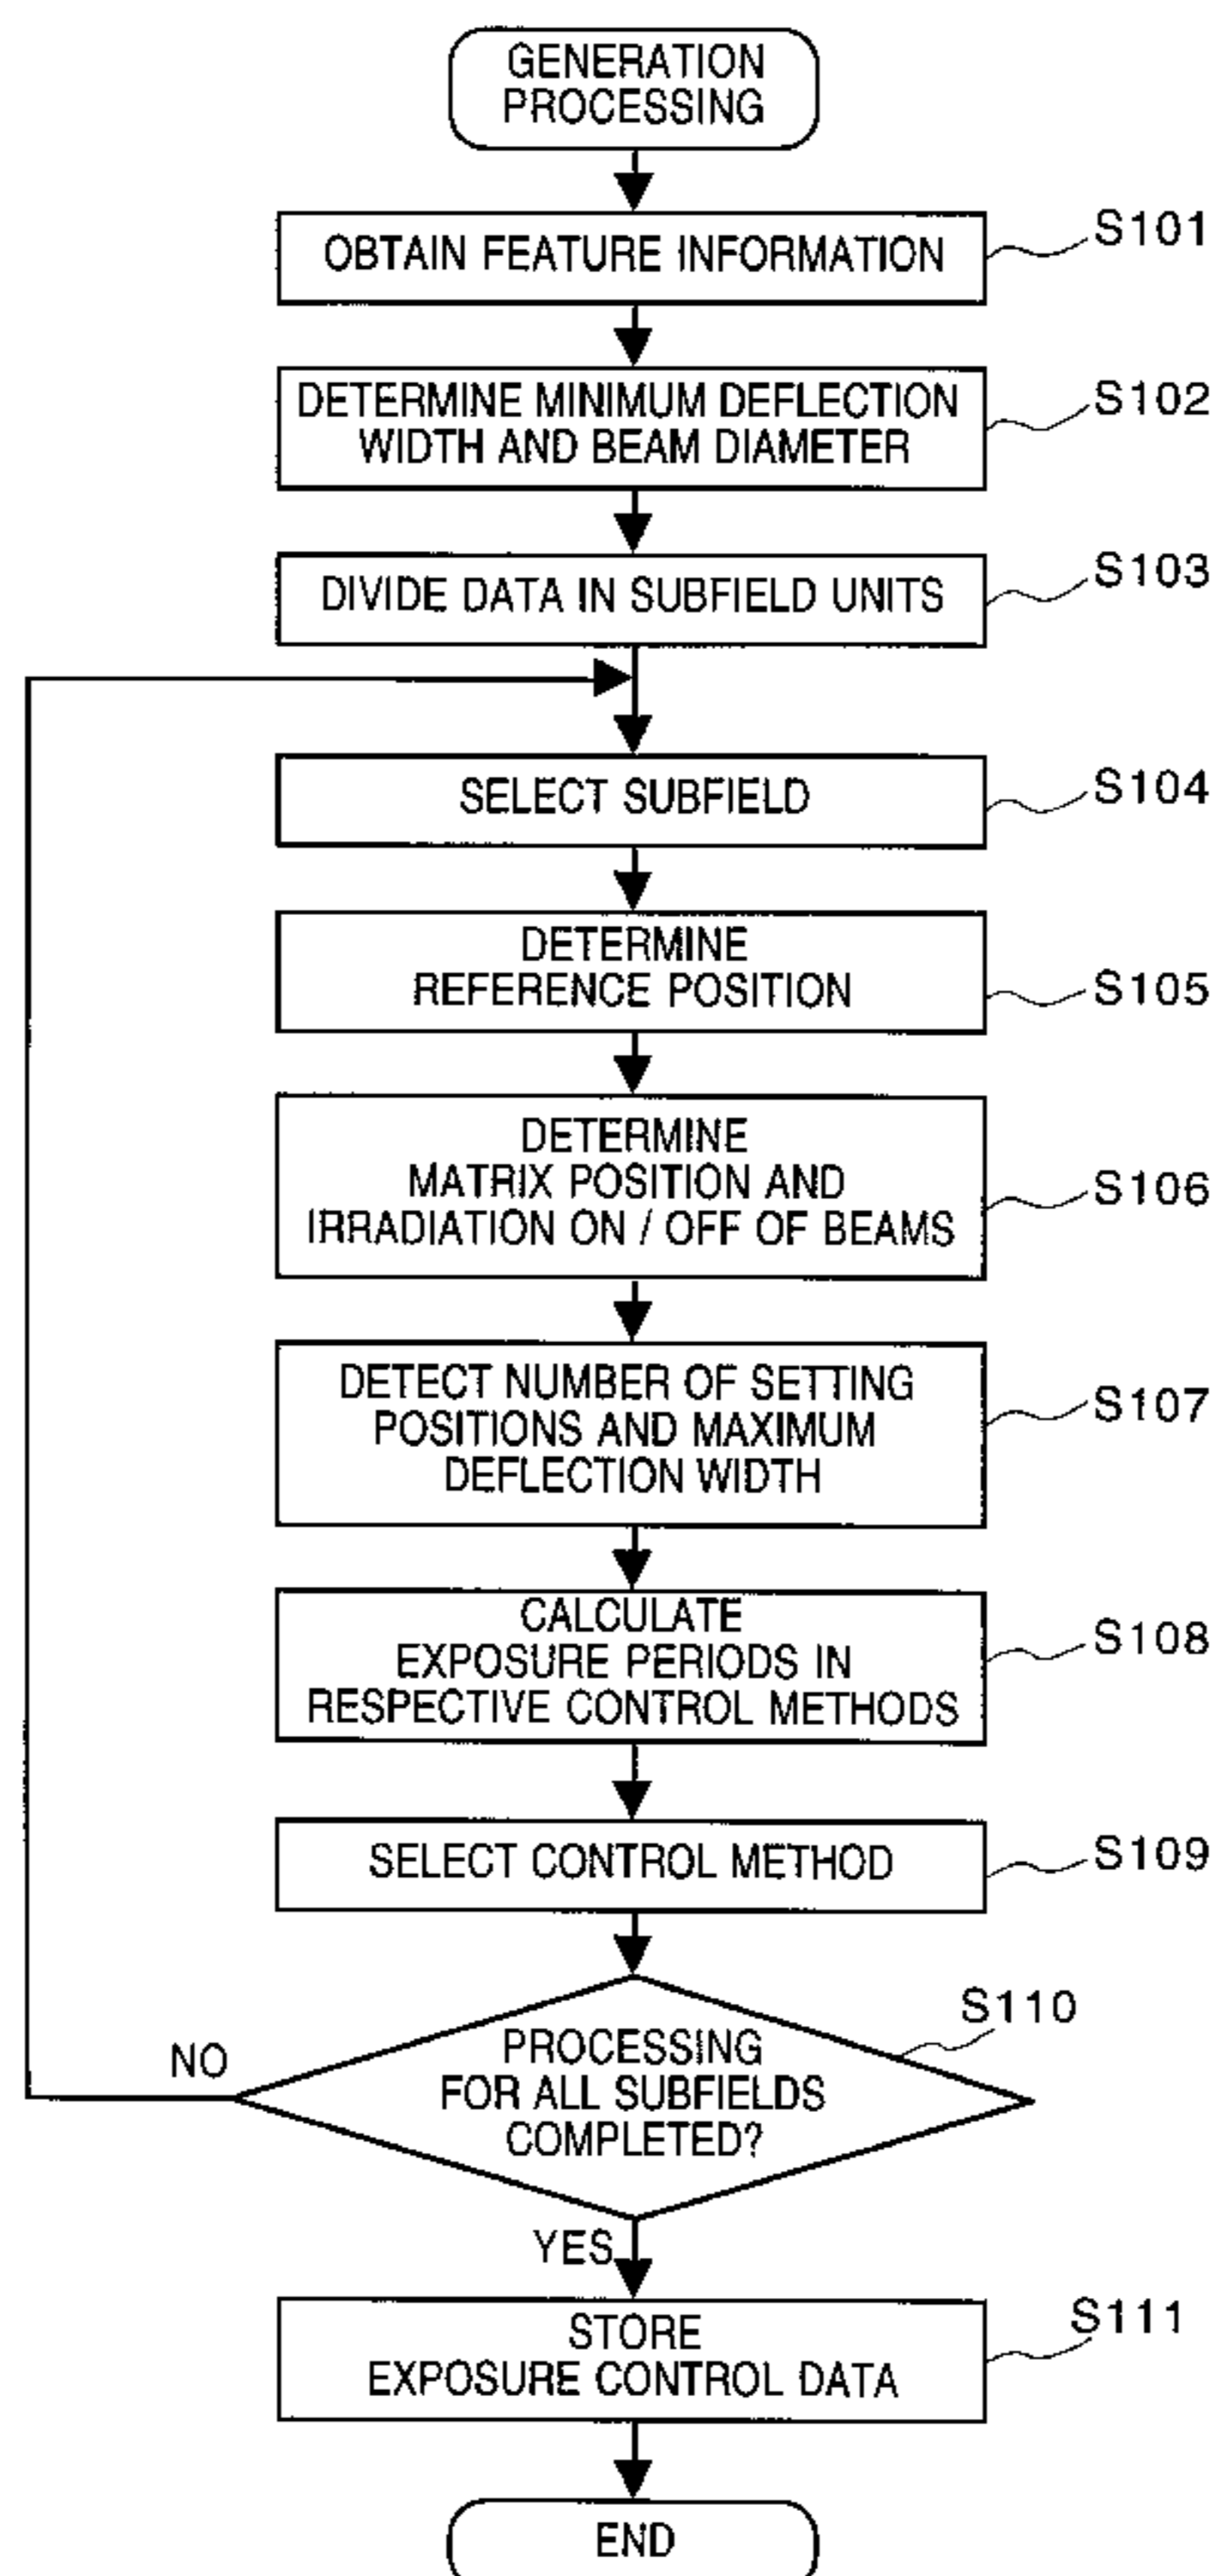 GENERATION
PROCESSING
OBTAIN FEATURE INFORMATION
S101
DETERMINE MINIMUM DEFLECTION
WIDTH AND BEAM DIAMETER
S102
DIVIDE DATA IN SUBFIELD UNITS
S103
SELECT SUBFIELD
S104
DETERMINE
REFERENCE POSITION
S105
DETERMINE
MATRIX POSITION AND
IRRADIATION ON / OFF OF BEAMS
S106
DETECT NUMBER OF SETTING
POSITIONS AND MAXIMUM
DEFLECTION WIDTH
S107
CALCULATE
EXPOSURE PERIODS IN
RESPECTIVE CONTROL METHODS
S108
SELECT CONTROL METHOD
S109
PROCESSING
FOR ALL SUBFIELDS
COMPLETED?
S110
NO
YES
STORE
EXPOSURE CONTROL DATA
S111
END